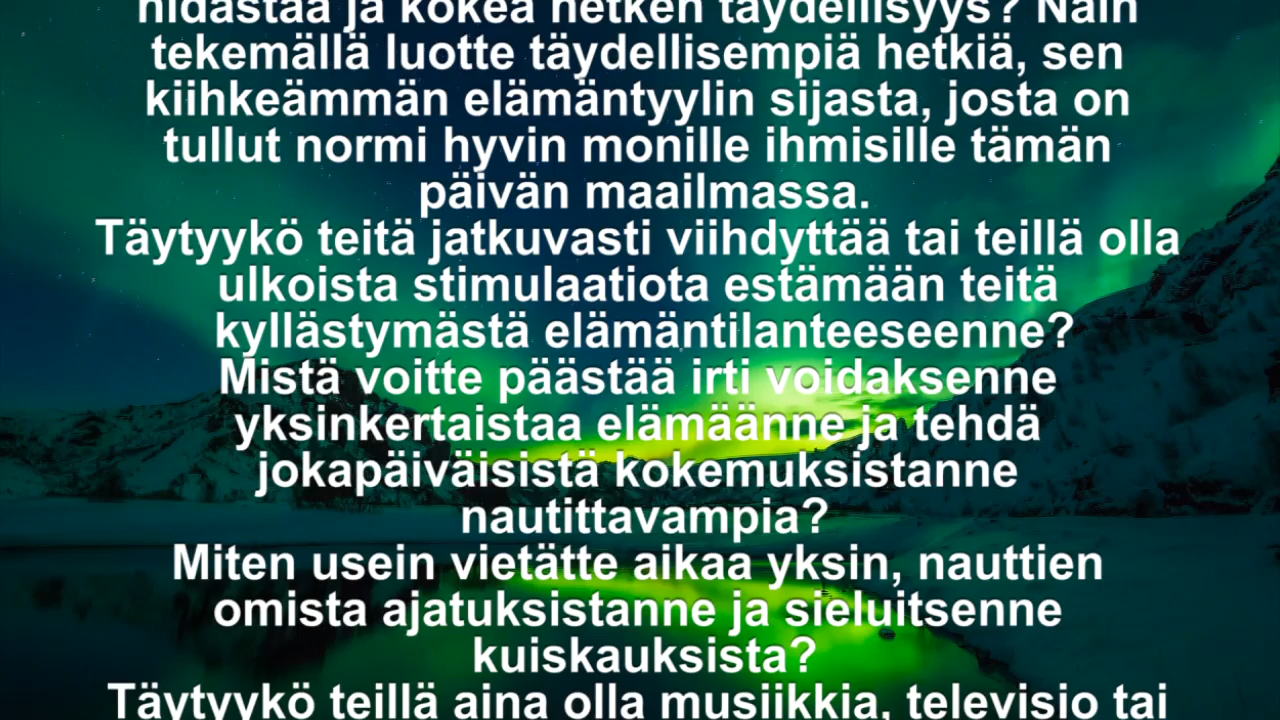 hidastaa ja kokea hetken täydellisyys? Näin
tekemällä luotte täydellisempiä hetkiä, sen
kiihkeämmän elämäntyylin sijasta, josta on
tullut normi hyvin monille ihmisille tämän
päivän maailmassa.
Täytyykö teitä jatkuvasti viihdyttää tai teillä olla
ulkoista stimulaatiota estämään teitä
kyllästymästä elämäntilanteeseenne?
Mistä voitte päästää irti voidaksenne
yksinkertaistaa elämäänne ja tehdä
jokapäiväisistä kokemuksistanne
nautittavampia?
Miten usein vietätte aikaa yksin, nauttien
omista ajatuksistanne ja sieluitsenne
kuiskauksista?
Täytyykö teillä aina olla musiikkia, televisio tai